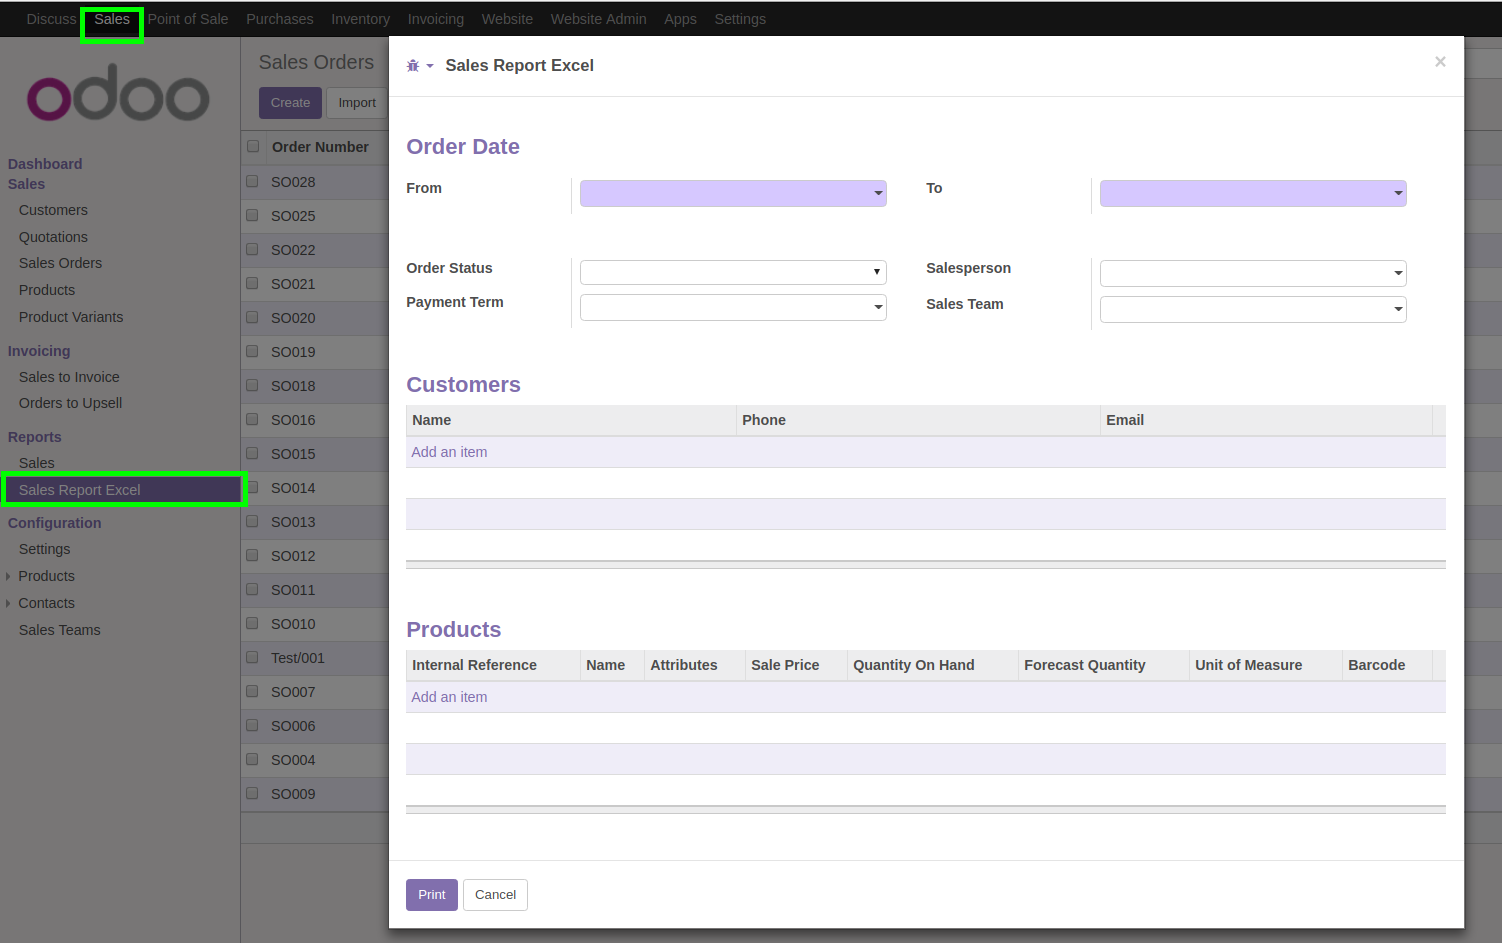 Discuss Sales Point of Sale Purchases Inventory Invoicing Website Website Admin Apps Settings
odoo
Dashboard
Sales
Customers
Quotations
Sales Orders
Products
Product Variants
Invoicing
Sales to Invoice
Orders to Upsell
Reports
Sales
Sales Report Excel
Configuration
Settings
Products
Contacts
Sales Teams
Sales Orders
Create Import
Order Number
SO028
SO025
SO022
SO021
SO020
SO019
SO018
SO016
SO015
SO014
SO013
SO012
SO011
SO010
Test/001
SO007
SO006
SO004
SO009
Sales Report Excel ×
Order Date
From To
Order Status Salesperson
Payment Term Sales Team
Customers
Name Phone Email
Add an item
Products
Internal Reference Name Attributes Sale Price Quantity On Hand Forecast Quantity Unit of Measure Barcode
Add an item
Print Cancel